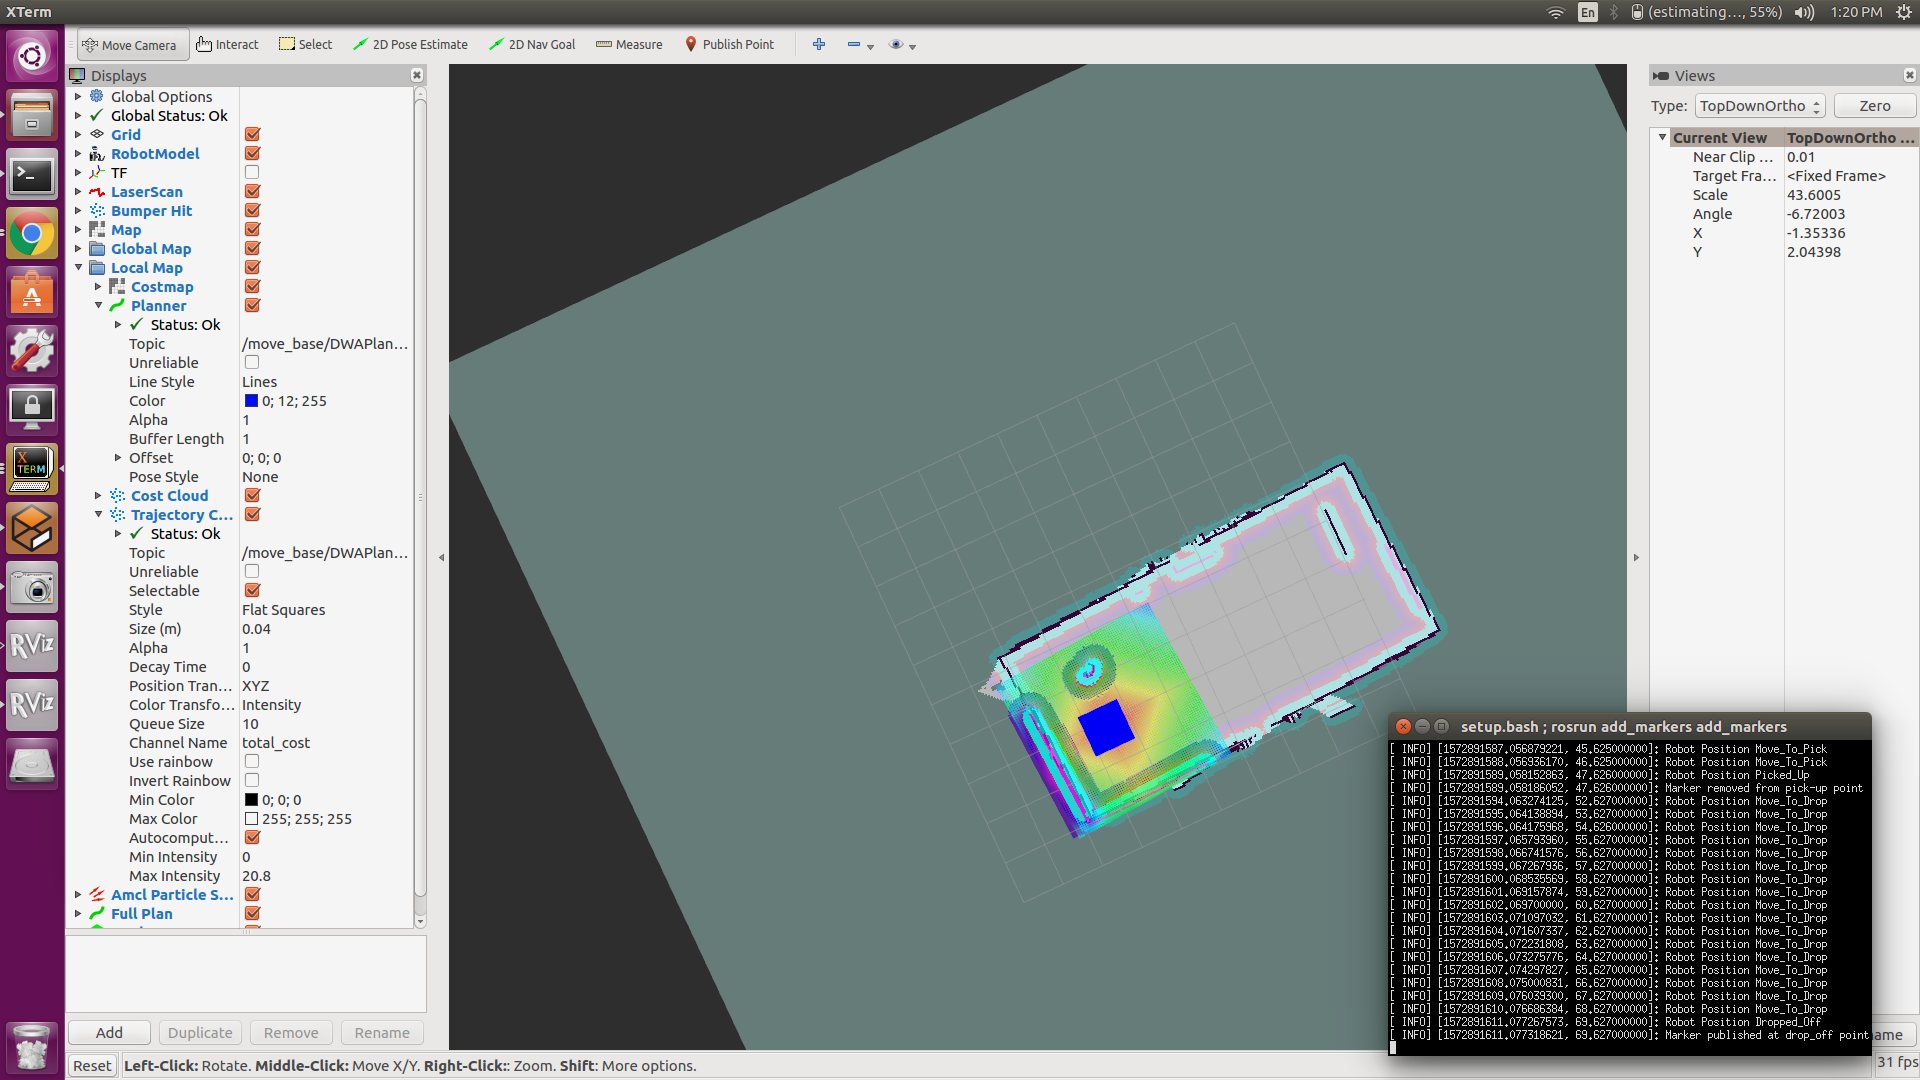 XTerm
En (estimating..., 55%) 1:20 PM
Move Camera Interact Select 2D Pose Estimate 2D Nav Goal Measure Publish Point
Displays
Global Options
Global Status: Ok
Grid
RobotModel
TF
LaserScan
Bumper Hit
Map
Global Map
Local Map
Costmap
Planner
Status: Ok
Topic /move_base/DWAPlan...
Unreliable
Line Style Lines
Color 0; 12; 255
Alpha 1
Buffer Length 1
Offset 0; 0; 0
Pose Style None
Cost Cloud
Trajectory C...
Status: Ok
Topic /move_base/DWAPlan...
Unreliable
Selectable
Style Flat Squares
Size (m) 0.04
Alpha 1
Decay Time 0
Position Tran... XYZ
Color Transfo... Intensity
Queue Size 10
Channel Name total_cost
Use rainbow
Invert Rainbow
Min Color 0; 0; 0
Max Color 255; 255; 255
Autocomput...
Min Intensity 0
Max Intensity 20.8
Amcl Particle S...
Full Plan
Add Duplicate Remove Rename
Reset Left-Click: Rotate. Middle-Click: Move X/Y. Right-Click:: Zoom. Shift: More options.
Views
Type: TopDownOrtho Zero
Current View TopDownOrtho ...
Near Clip ... 0.01
Target Fra... <Fixed Frame>
Scale 43.6005
Angle -6.72003
X -1.35336
Y 2.04398
setup.bash ; rosrun add_markers add_markers
[ INFO] [1572891587.056879221, 45.625000000]: Robot Position Move_To_Pick
[ INFO] [1572891588.056936170, 46.625000000]: Robot Position Move_To_Pick
[ INFO] [1572891589.058152863, 47.626000000]: Robot Position Picked_Up
[ INFO] [1572891589.058186052, 47.626000000]: Marker removed from pick-up point
[ INFO] [1572891594.063274125, 52.627000000]: Robot Position Move_To_Drop
[ INFO] [1572891595.064138894, 53.627000000]: Robot Position Move_To_Drop
[ INFO] [1572891596.064175968, 54.626000000]: Robot Position Move_To_Drop
[ INFO] [1572891597.065793960, 55.627000000]: Robot Position Move_To_Drop
[ INFO] [1572891598.066741576, 56.627000000]: Robot Position Move_To_Drop
[ INFO] [1572891599.067267936, 57.627000000]: Robot Position Move_To_Drop
[ INFO] [1572891600.068535569, 58.627000000]: Robot Position Move_To_Drop
[ INFO] [1572891601.069157874, 59.627000000]: Robot Position Move_To_Drop
[ INFO] [1572891602.069700000, 60.627000000]: Robot Position Move_To_Drop
[ INFO] [1572891603.071097032, 61.627000000]: Robot Position Move_To_Drop
[ INFO] [1572891604.071607337, 62.627000000]: Robot Position Move_To_Drop
[ INFO] [1572891605.072231808, 63.627000000]: Robot Position Move_To_Drop
[ INFO] [1572891606.073275776, 64.627000000]: Robot Position Move_To_Drop
[ INFO] [1572891607.074297827, 65.627000000]: Robot Position Move_To_Drop
[ INFO] [1572891608.075000831, 66.627000000]: Robot Position Move_To_Drop
[ INFO] [1572891609.076039300, 67.627000000]: Robot Position Move_To_Drop
[ INFO] [1572891610.076686384, 68.627000000]: Robot Position Move_To_Drop
[ INFO] [1572891611.077267573, 69.627000000]: Robot Position Dropped_Off
[ INFO] [1572891611.077318621, 69.627000000]: Marker published at drop_off point
ame
31 fps
X
TERM
RViz
RViz